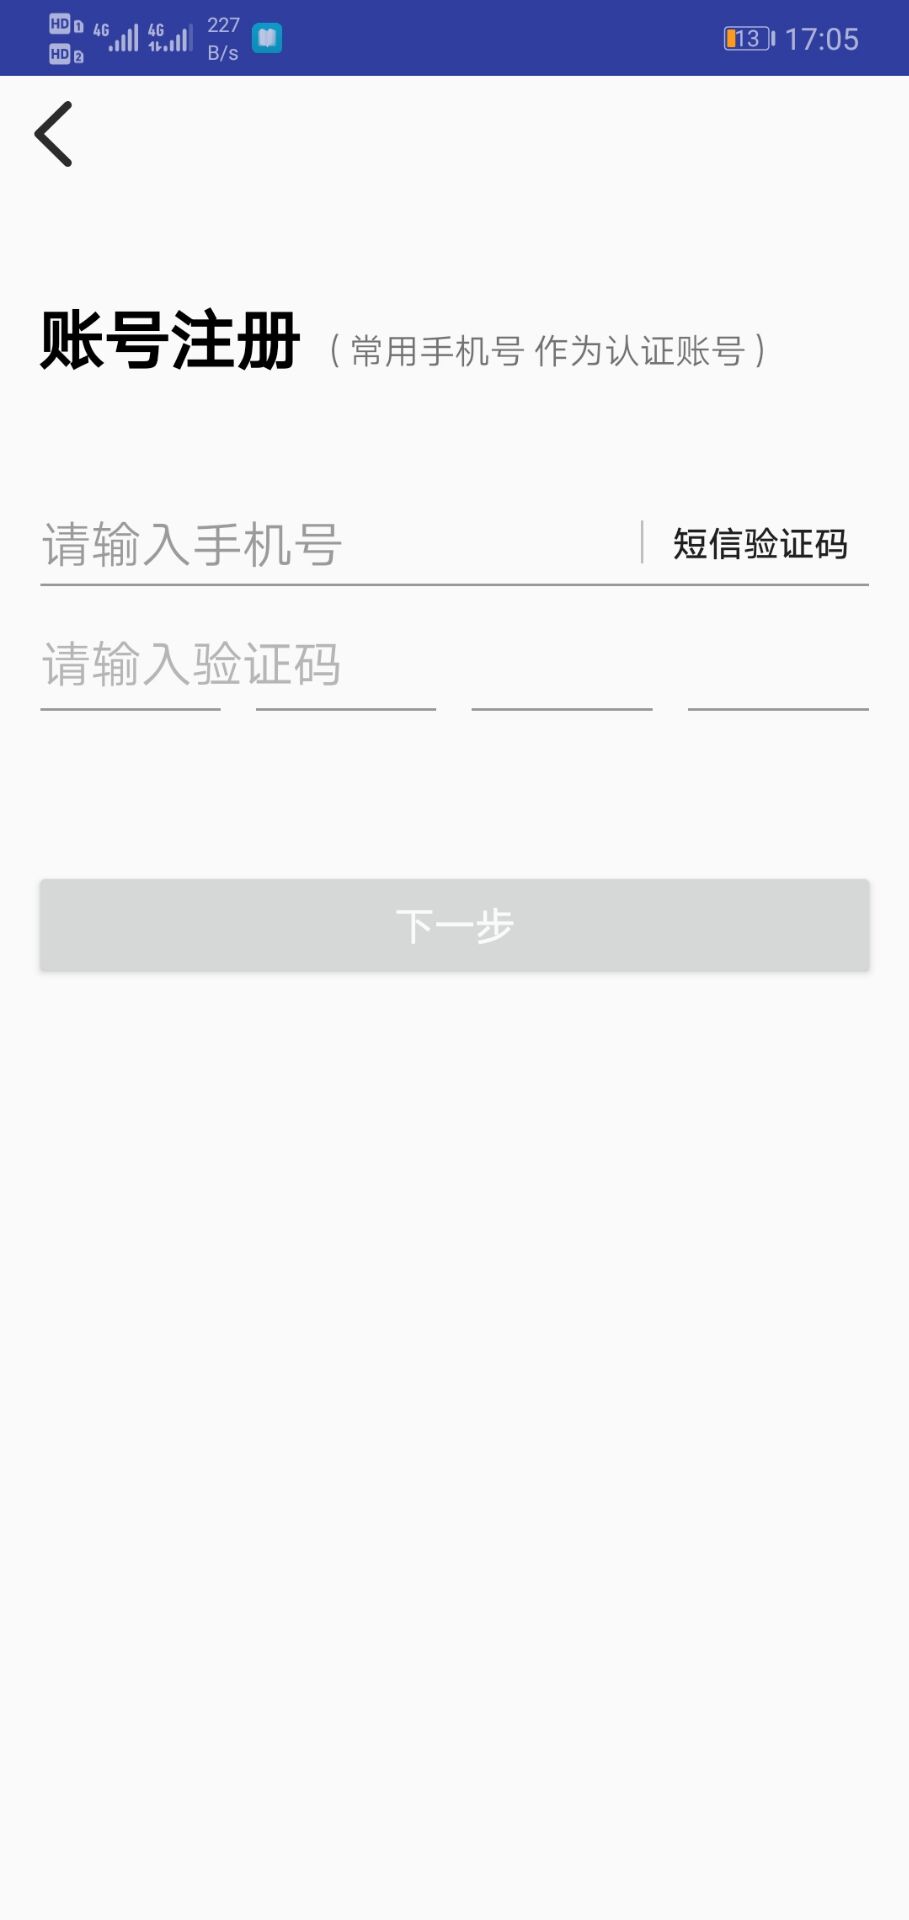 HD 1 4G 4G 227 13 17:05
HD 2 B/s
账号注册 ( 常用手机号 作为认证账号 )
请输入手机号 短信验证码
请输入验证码
下一步